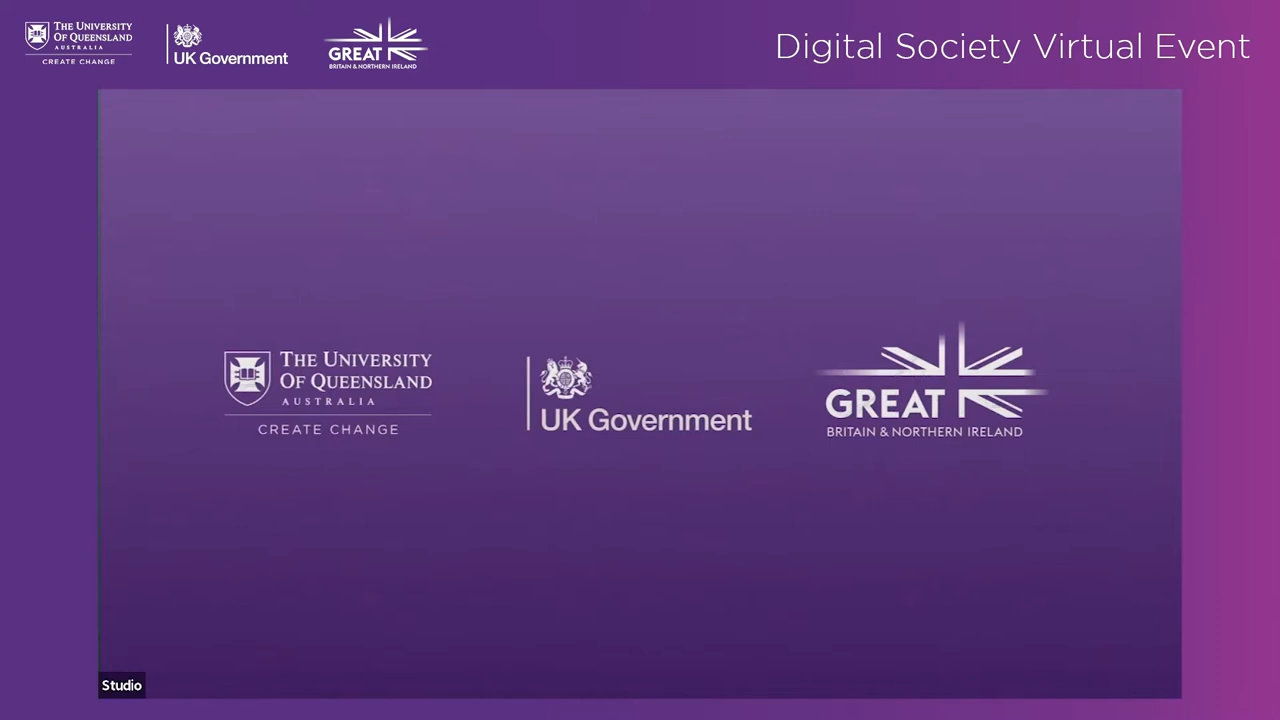 THE UNIVERSITY
OF QUEENSLAND
AUSTRALIA
CREATE CHANGE
UK Government
GREAT
BRITAIN & NORTHERN IRELAND
Digital Society Virtual Event
THE UNIVERSITY
OF QUEENSLAND
AUSTRALIA
CREATE CHANGE
UK Government
GREAT
BRITAIN & NORTHERN IRELAND
Studio